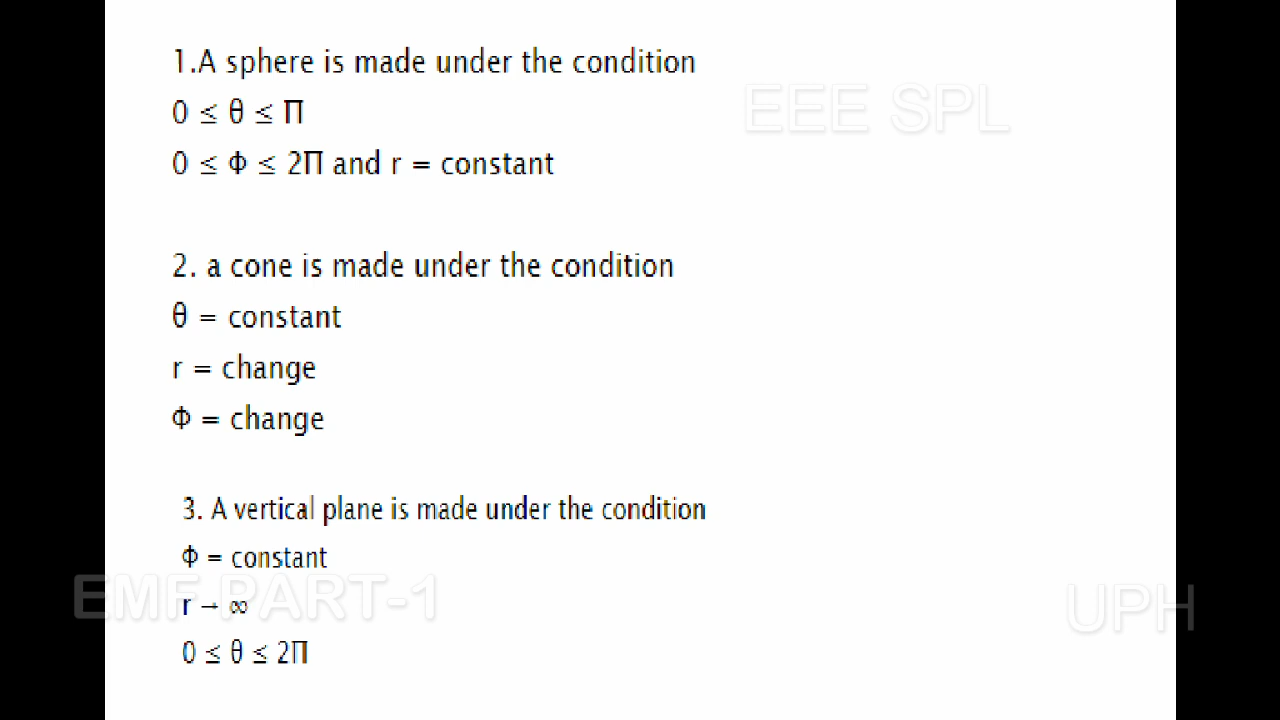 1.A sphere is made under the condition
EEE SPL
0 ≤ θ ≤ Π
0 ≤ Φ ≤ 2Π and r = constant
2. a cone is made under the condition
θ = constant
r = change
Φ = change
3. A vertical plane is made under the condition
Φ = constant
EMF PART-1
r → ∞
UPH
0 ≤ θ ≤ 2Π